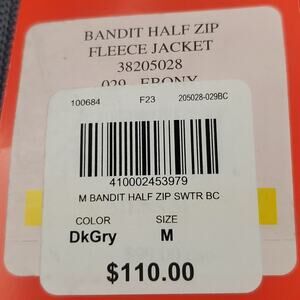 BANDIT HALF ZIP
FLEECE JACKET
38205028
029 EBONY
100684 F23 205028-029BC
410002453979
M BANDIT HALF ZIP SWTR BC
COLOR SIZE
DkGry M
$110.00